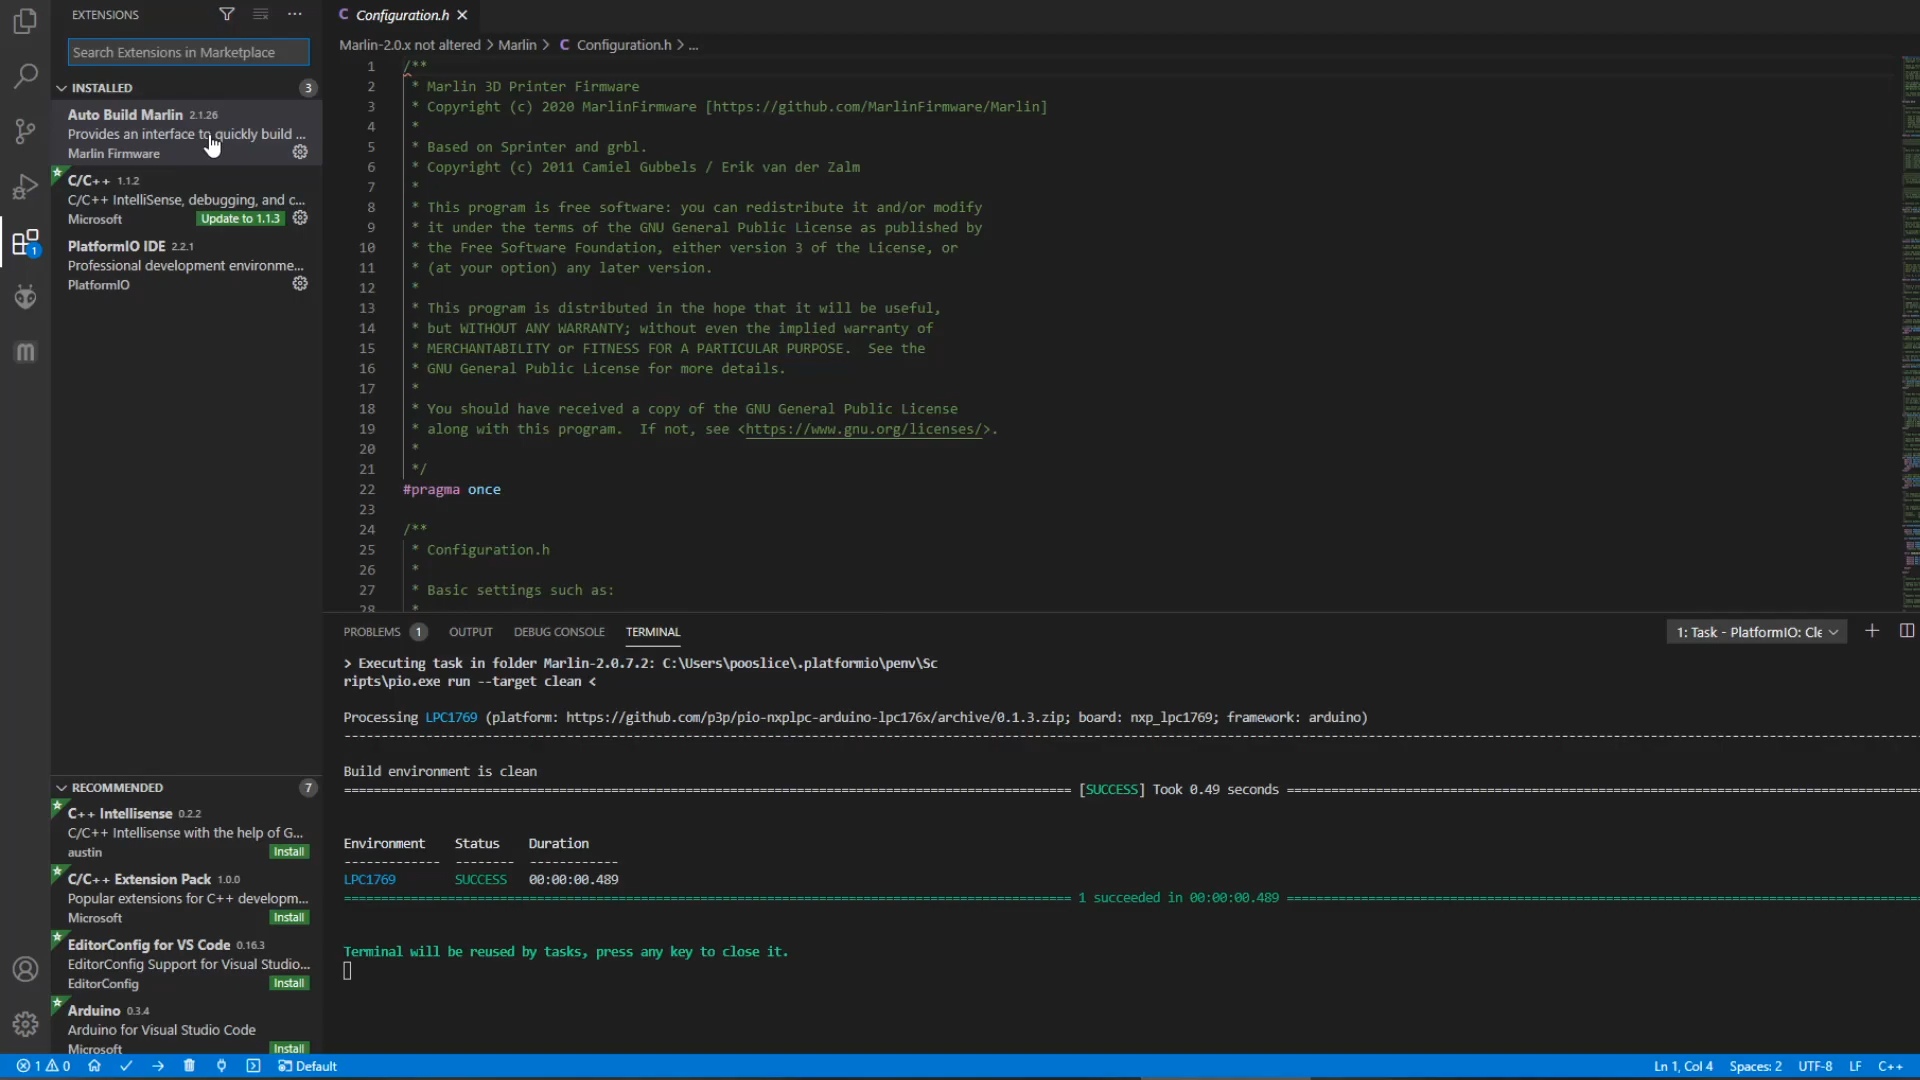 EXTENSIONS
Search Extensions in Marketplace
INSTALLED 3
Auto Build Marlin 2.1.26
Provides an interface to quickly build ...
Marlin Firmware
C/C++ 1.1.2
C/C++ IntelliSense, debugging, and c...
Microsoft Update to 1.1.3
PlatformIO IDE 2.2.1
Professional development environme...
PlatformIO
1
RECOMMENDED 7
C++ Intellisense 0.2.2
C/C++ Intellisense with the help of G...
austin Install
C/C++ Extension Pack 1.0.0
Popular extensions for C++ developm...
Microsoft Install
EditorConfig for VS Code 0.16.3
EditorConfig Support for Visual Studio...
EditorConfig Install
Arduino 0.3.4
Arduino for Visual Studio Code
Microsoft Install
C Configuration.h
Marlin-2.0.x not altered > Marlin > C Configuration.h > ...
1 /**
2 * Marlin 3D Printer Firmware
3 * Copyright (c) 2020 MarlinFirmware [https://github.com/MarlinFirmware/Marlin]
4 *
5 * Based on Sprinter and grbl.
6 * Copyright (c) 2011 Camiel Gubbels / Erik van der Zalm
7 *
8 * This program is free software: you can redistribute it and/or modify
9 * it under the terms of the GNU General Public License as published by
10 * the Free Software Foundation, either version 3 of the License, or
11 * (at your option) any later version.
12 *
13 * This program is distributed in the hope that it will be useful,
14 * but WITHOUT ANY WARRANTY; without even the implied warranty of
15 * MERCHANTABILITY or FITNESS FOR A PARTICULAR PURPOSE.  See the
16 * GNU General Public License for more details.
17 *
18 * You should have received a copy of the GNU General Public License
19 * along with this program.  If not, see <https://www.gnu.org/licenses/>.
20 *
21 */
22 #pragma once
23
24 /**
25 * Configuration.h
26 *
27 * Basic settings such as:
28 *
PROBLEMS 1 OUTPUT DEBUG CONSOLE TERMINAL 1: Task - PlatformIO: Cle
> Executing task in folder Marlin-2.0.7.2: C:\Users\pooslice\.platformio\penv\Sc
ripts\pio.exe run --target clean <
Processing LPC1769 (platform: https://github.com/p3p/pio-nxplpc-arduino-lpc176x/archive/0.1.3.zip; board: nxp_lpc1769; framework: arduino)
Build environment is clean
[SUCCESS] Took 0.49 seconds
Environment Status Duration
------------- -------- ------------
LPC1769 SUCCESS 00:00:00.489
1 succeeded in 00:00:00.489
Terminal will be reused by tasks, press any key to close it.
1 0 Default Ln 1, Col 4 Spaces: 2 UTF-8 LF C++